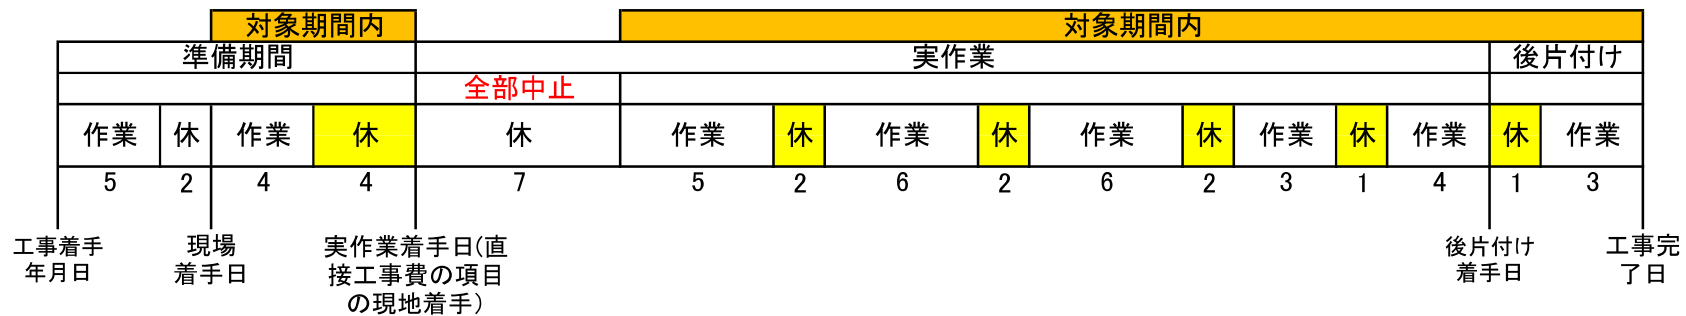 対象期間内 対象期間内
準備期間 実作業 後片付け
全部中止
作業 休 作業 休 休 作業 休 作業 休 作業 休 作業 休 作業 休 作業
5 2 4 4 7 5 2 6 2 6 2 3 1 4 1 3
工事着手
年月日
現場
着手日
実作業着手日(直
接工事費の項目
の現地着手)
後片付け
着手日
工事完
了日